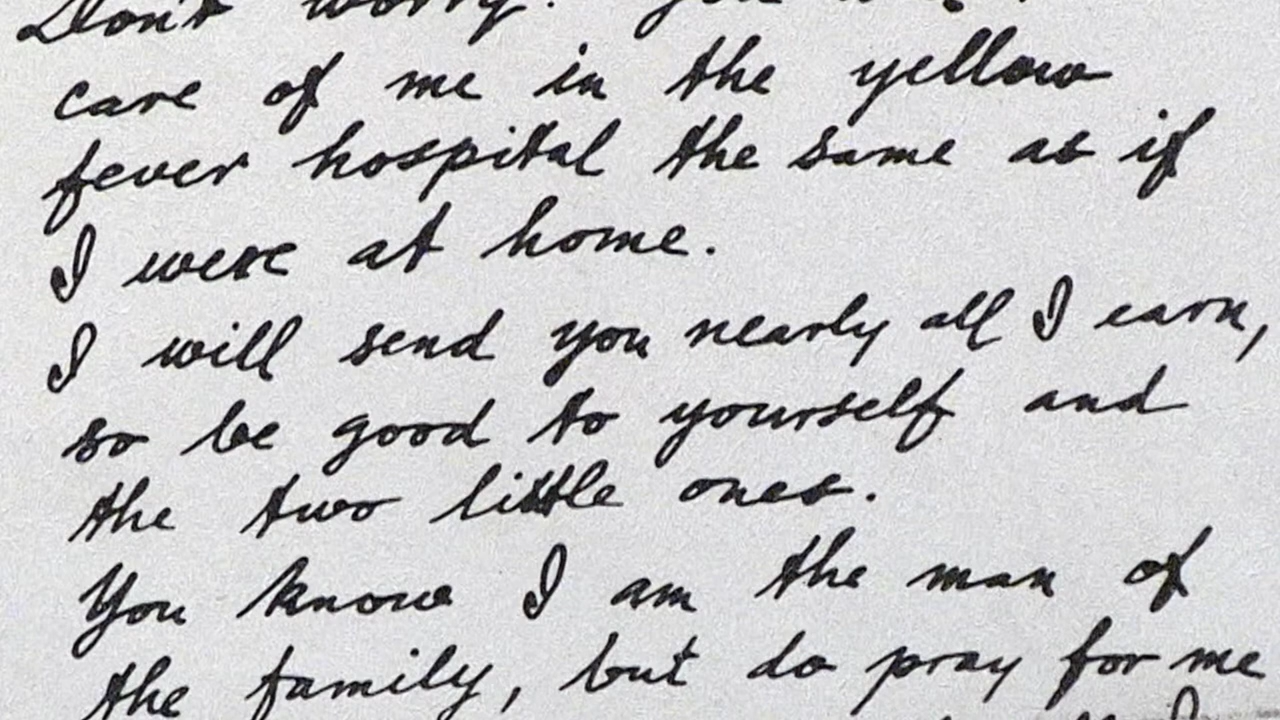 Don't worry. You
care of me in the yellow
fever hospital the same as if
I were at home.
I will send you nearly all I earn,
so be good to yourself and
the two little ones.
You know I am the man of
the family, but do pray for me